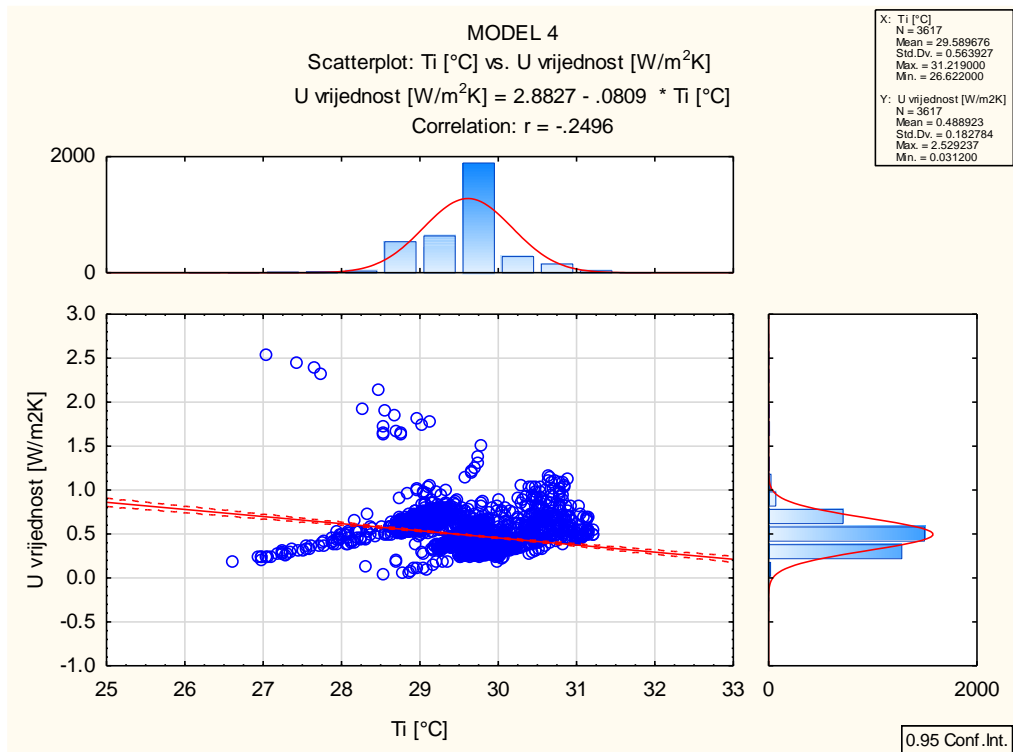 MODEL 4
Scatterplot: Ti [°C] vs. U vrijednost [W/m²K]
U vrijednost [W/m²K] = 2.8827 - .0809 * Ti [°C]
Correlation: r = -.2496
X: Ti [°C]
N = 3617
Mean = 29.589676
Std.Dv. = 0.563927
Max. = 31.219000
Min. = 26.622000
Y: U vrijednost [W/m2K]
N = 3617
Mean = 0.488923
Std.Dv. = 0.182784
Max. = 2.529237
Min. = 0.031200
2000
0
3.0
2.5
2.0
1.5
1.0
0.5
0.0
-0.5
-1.0
U vrijednost [W/m2K]
25 26 27 28 29 30 31 32 33
Ti [°C]
0 2000
0.95 Conf.Int.